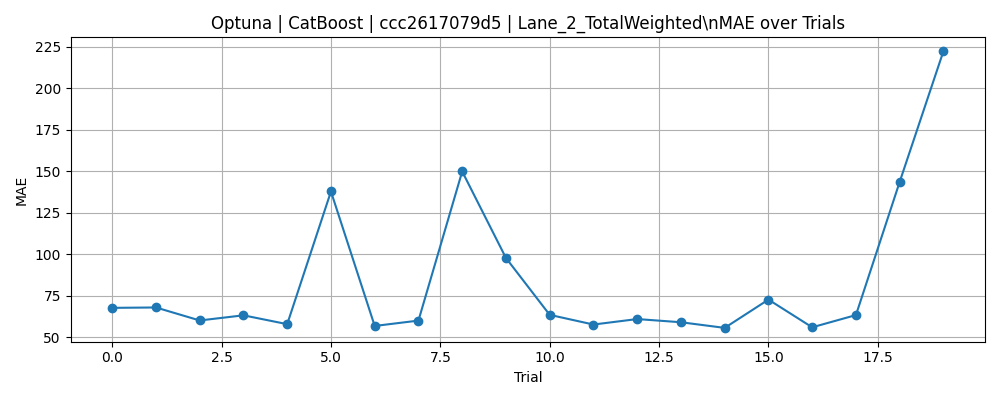 Optuna | CatBoost | ccc2617079d5 | Lane_2_TotalWeighted\nMAE over Trials
225
200
175
150
125
100
75
50
MAE
0.0 2.5 5.0 7.5 10.0 12.5 15.0 17.5
Trial